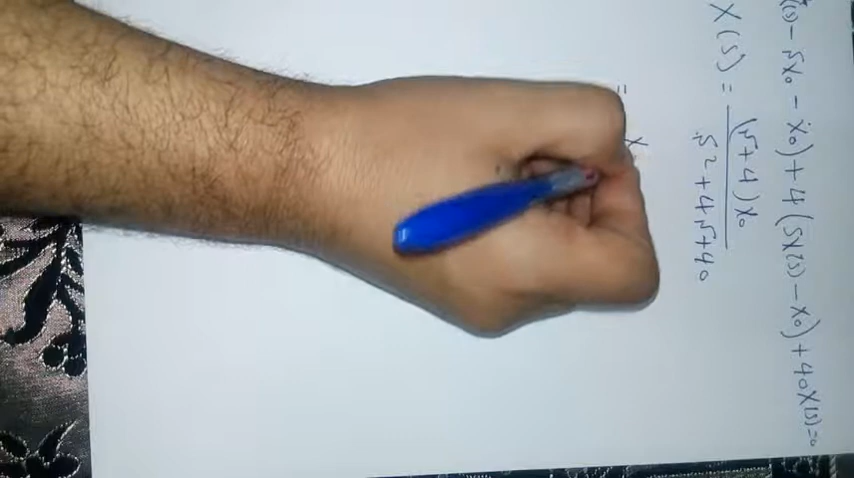 (s) - sx₀ - ẋ₀) + 4 (sX(s) - x₀) + 40X(s) = 0
X(s) = (s+4)x₀ / s² + 4s + 40
= x